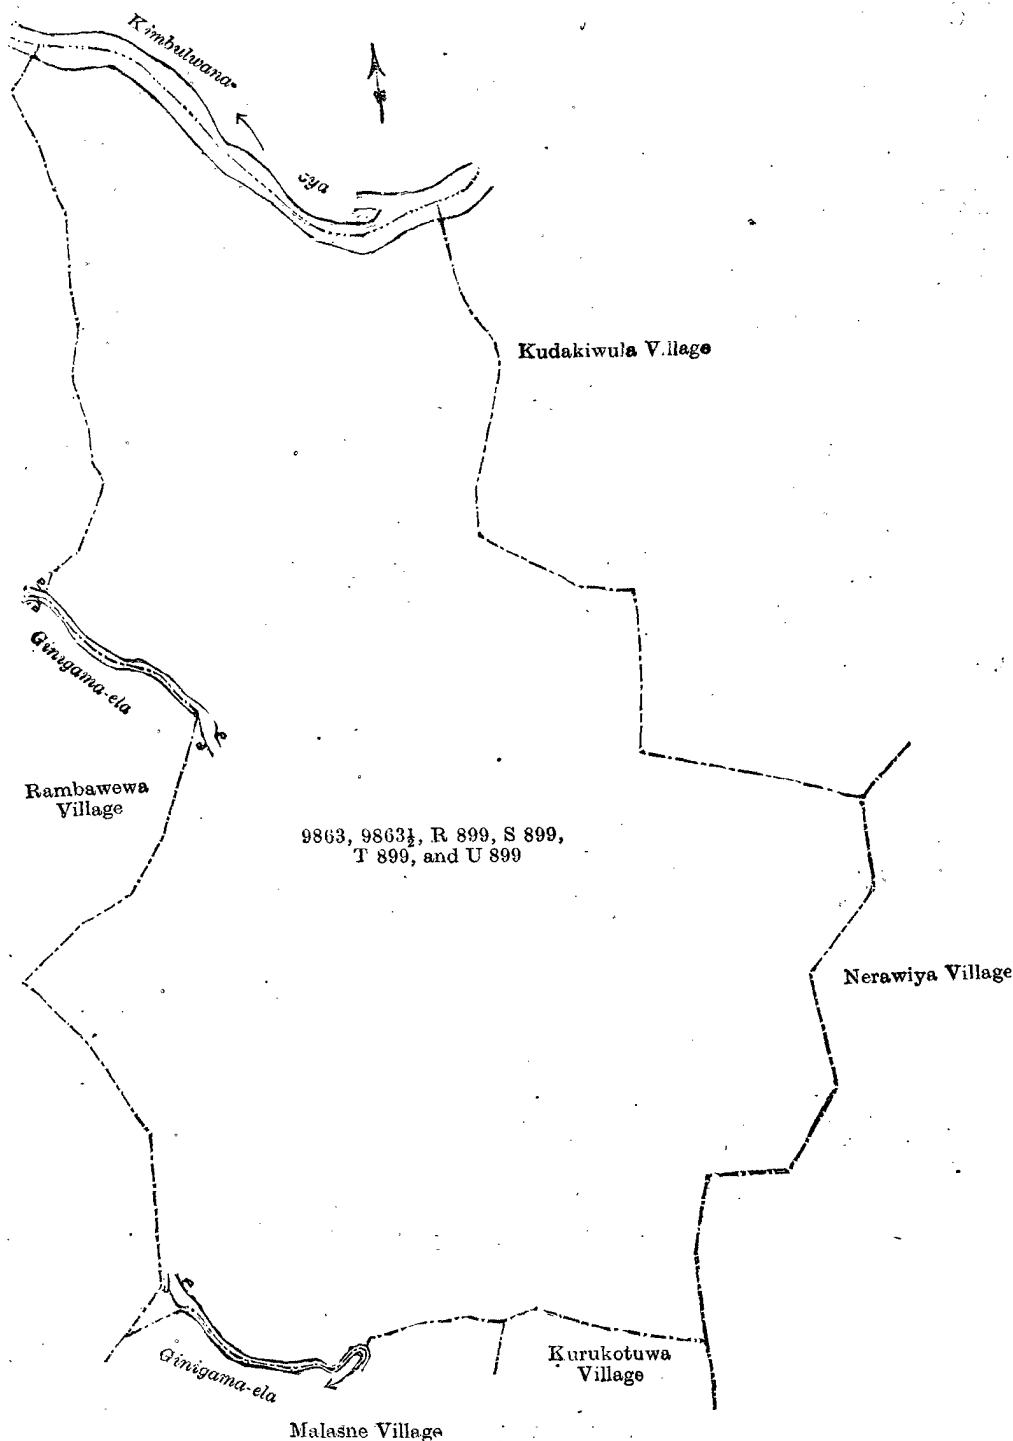 Kimbulwana-
oya
Kudakiwula V.llage
Ginigama-ela
Rambawewa
Village
9863, 9863½, R 899, S 899,
T 899, and U 899
Nerawiya Village
Ginigama-ela
Kurukotuwa
Village
Malasne Village